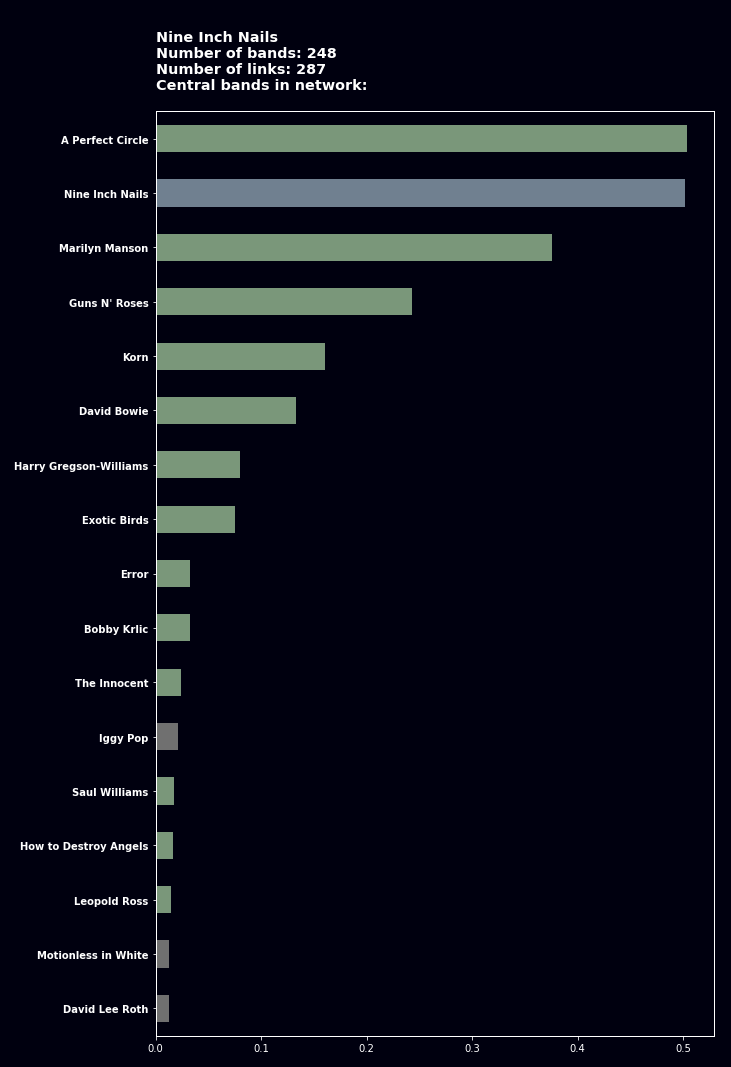 Nine Inch Nails
Number of bands: 248
Number of links: 287
Central bands in network:
A Perfect Circle
Nine Inch Nails
Marilyn Manson
Guns N' Roses
Korn
David Bowie
Harry Gregson-Williams
Exotic Birds
Error
Bobby Krlic
The Innocent
Iggy Pop
Saul Williams
How to Destroy Angels
Leopold Ross
Motionless in White
David Lee Roth
0.0 0.1 0.2 0.3 0.4 0.5